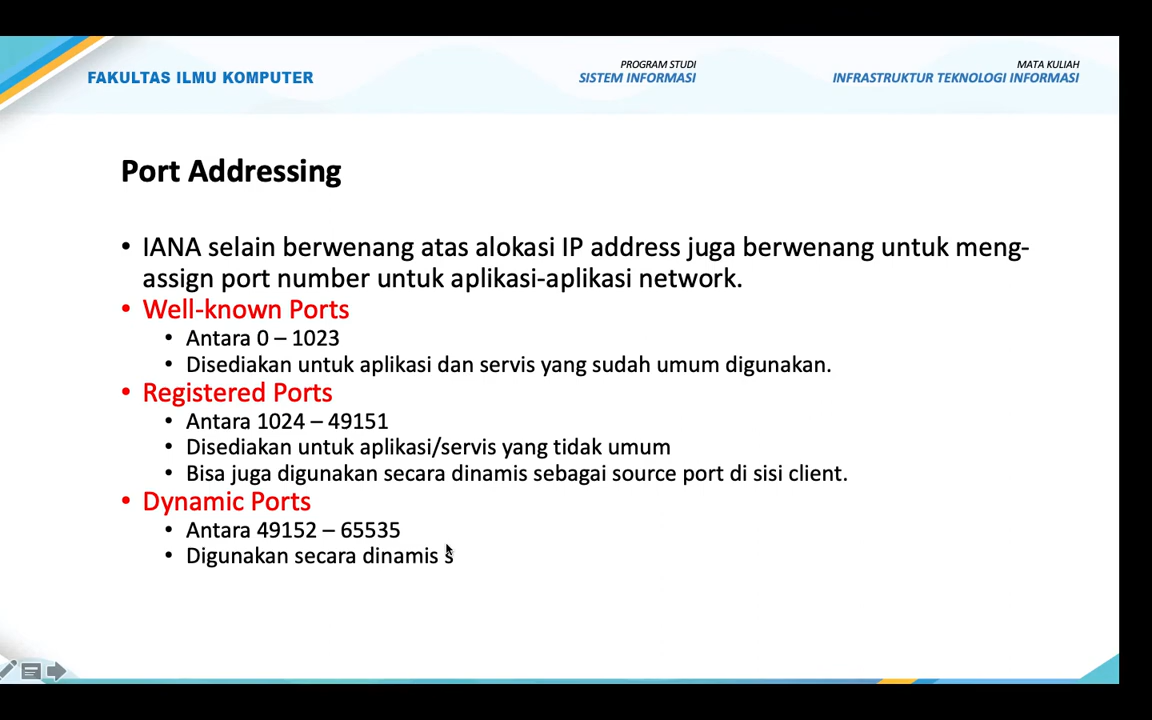 FAKULTAS ILMU KOMPUTER
PROGRAM STUDI
SISTEM INFORMASI
MATA KULIAH
INFRASTRUKTUR TEKNOLOGI INFORMASI
Port Addressing
• IANA selain berwenang atas alokasi IP address juga berwenang untuk meng-
assign port number untuk aplikasi-aplikasi network.
• Well-known Ports
• Antara 0 – 1023
• Disediakan untuk aplikasi dan servis yang sudah umum digunakan.
• Registered Ports
• Antara 1024 – 49151
• Disediakan untuk aplikasi/servis yang tidak umum
• Bisa juga digunakan secara dinamis sebagai source port di sisi client.
• Dynamic Ports
• Antara 49152 – 65535
• Digunakan secara dinamis s